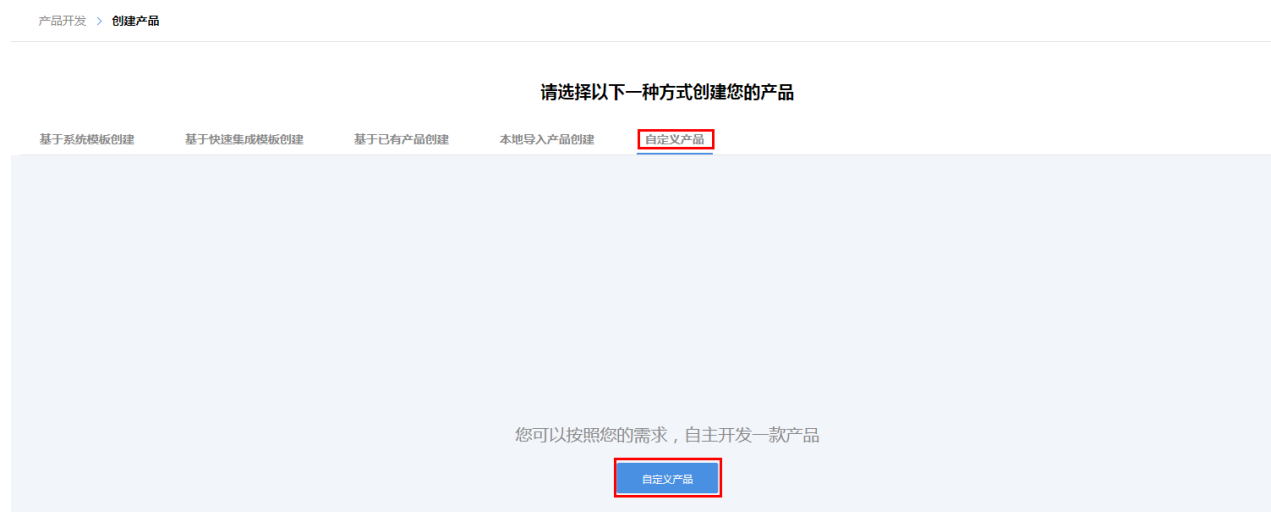 产品开发 > 创建产品
请选择以下一种方式创建您的产品
基于系统模板创建 基于快速集成模板创建 基于已有产品创建 本地导入产品创建 自定义产品
您可以按照您的需求，自主开发一款产品
自定义产品